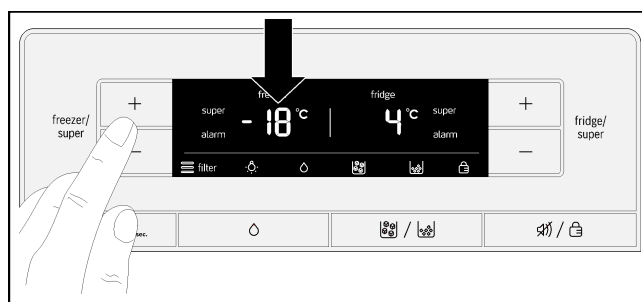 fridge
super
-18 °C
4 °C
super
alarm
alarm
freezer/
super
+
−
+
−
fridge/
super
filter
sec.
/
/